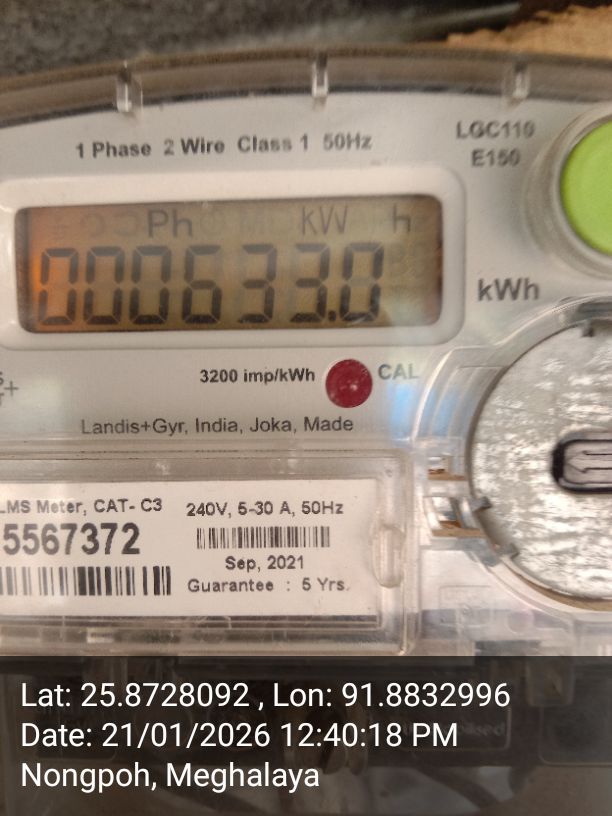 1 Phase 2 Wire Class 1 50Hz
LGC110
E150
Ph kW h
000633.0
kWh
3200 imp/kWh
CAL
Landis+Gyr, India, Joka, Made
LMS Meter, CAT- C3
5567372
240V, 5-30 A, 50Hz
Sep, 2021
Guarantee : 5 Yrs.
Lat: 25.8728092 , Lon: 91.8832996
Date: 21/01/2026 12:40:18 PM
Nongpoh, Meghalaya